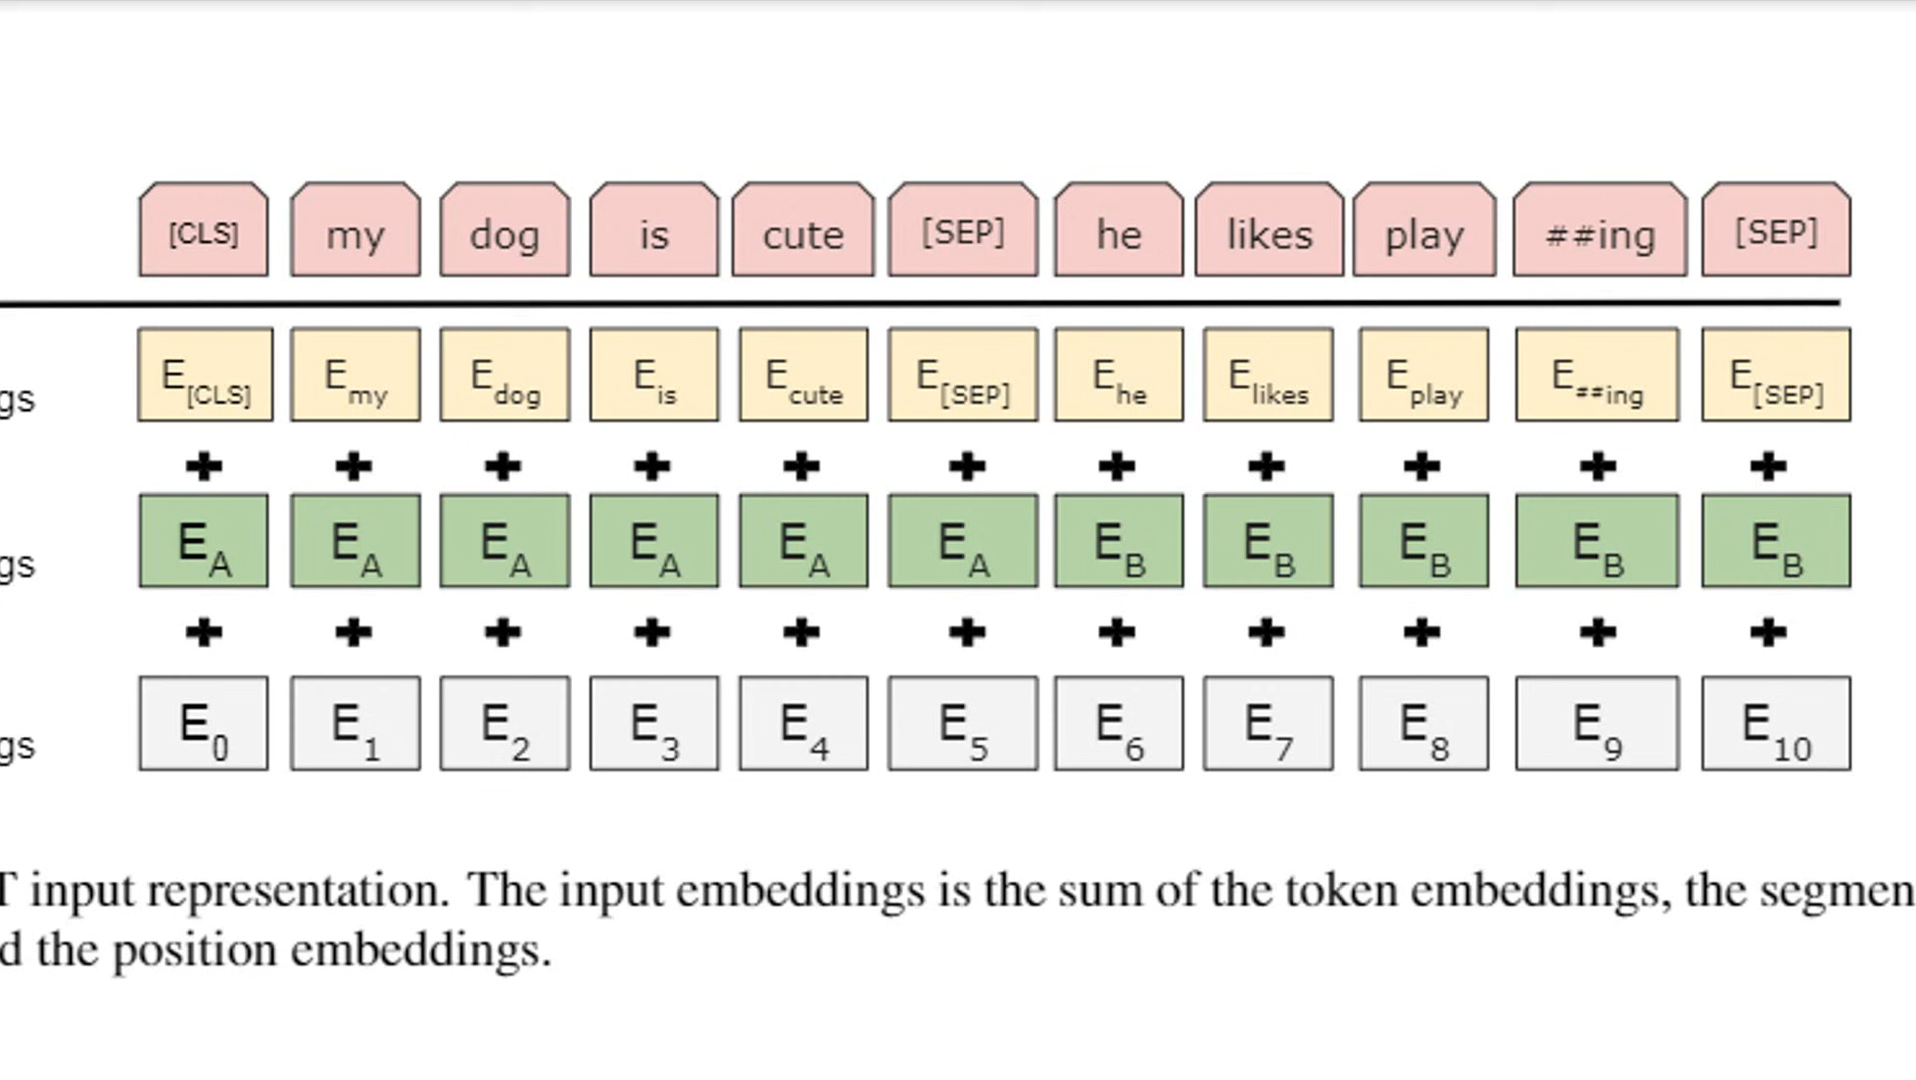 [CLS] my dog is cute [SEP] he likes play ##ing [SEP]
gs E[CLS] Emy Edog Eis Ecute E[SEP] Ehe Elikes Eplay E##ing E[SEP]
+ + + + + + + + + + +
gs EA EA EA EA EA EA EB EB EB EB EB
+ + + + + + + + + + +
gs E0 E1 E2 E3 E4 E5 E6 E7 E8 E9 E10
T input representation. The input embeddings is the sum of the token embeddings, the segmen
d the position embeddings.